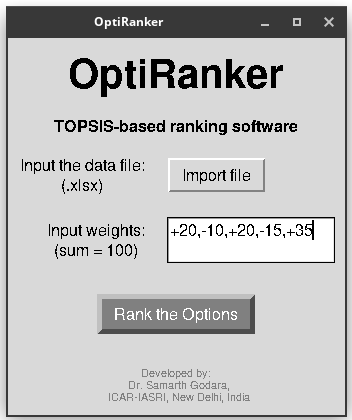 OptiRanker
OptiRanker
TOPSIS-based ranking software
Input the data file:
(.xlsx)
Import file
Input weights:
(sum = 100)
+20,-10,+20,-15,+35
Rank the Options
Developed by:
Dr. Samarth Godara,
ICAR-IASRI, New Delhi, India